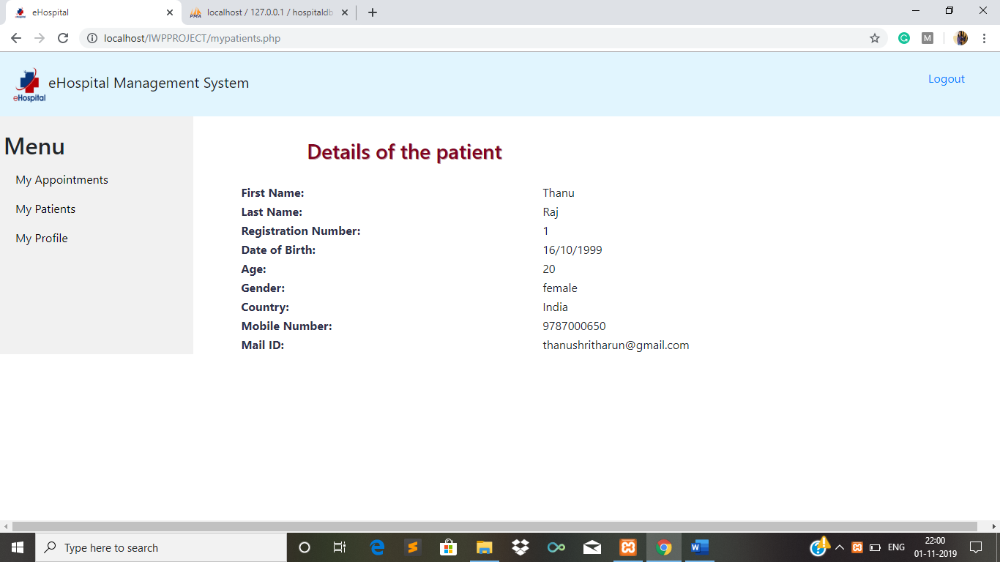 eHospital
localhost / 127.0.0.1 / hospitaldb
localhost/IWPPROJECT/mypatients.php
M
eHospital
eHospital Management System
Logout
Menu
My Appointments
My Patients
My Profile
Details of the patient
First Name: Thanu
Last Name: Raj
Registration Number: 1
Date of Birth: 16/10/1999
Age: 20
Gender: female
Country: India
Mobile Number: 9787000650
Mail ID: thanushritharun@gmail.com
Type here to search
ENG
22:00
01-11-2019